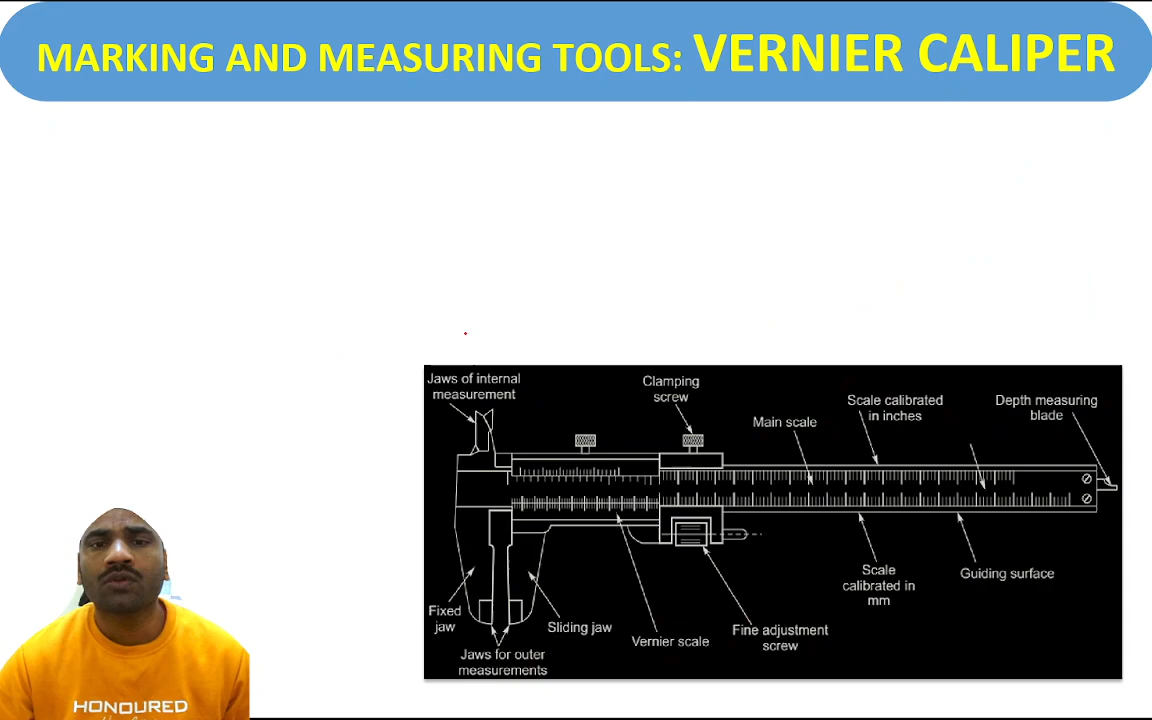 MARKING AND MEASURING TOOLS: VERNIER CALIPER
Jaws of internal
measurement
Clamping
screw
Main scale
Scale calibrated
in inches
Depth measuring
blade
Fixed
jaw
Sliding jaw
Jaws for outer
measurements
Vernier scale
Fine adjustment
screw
Scale
calibrated in
mm
Guiding surface
HONOURED